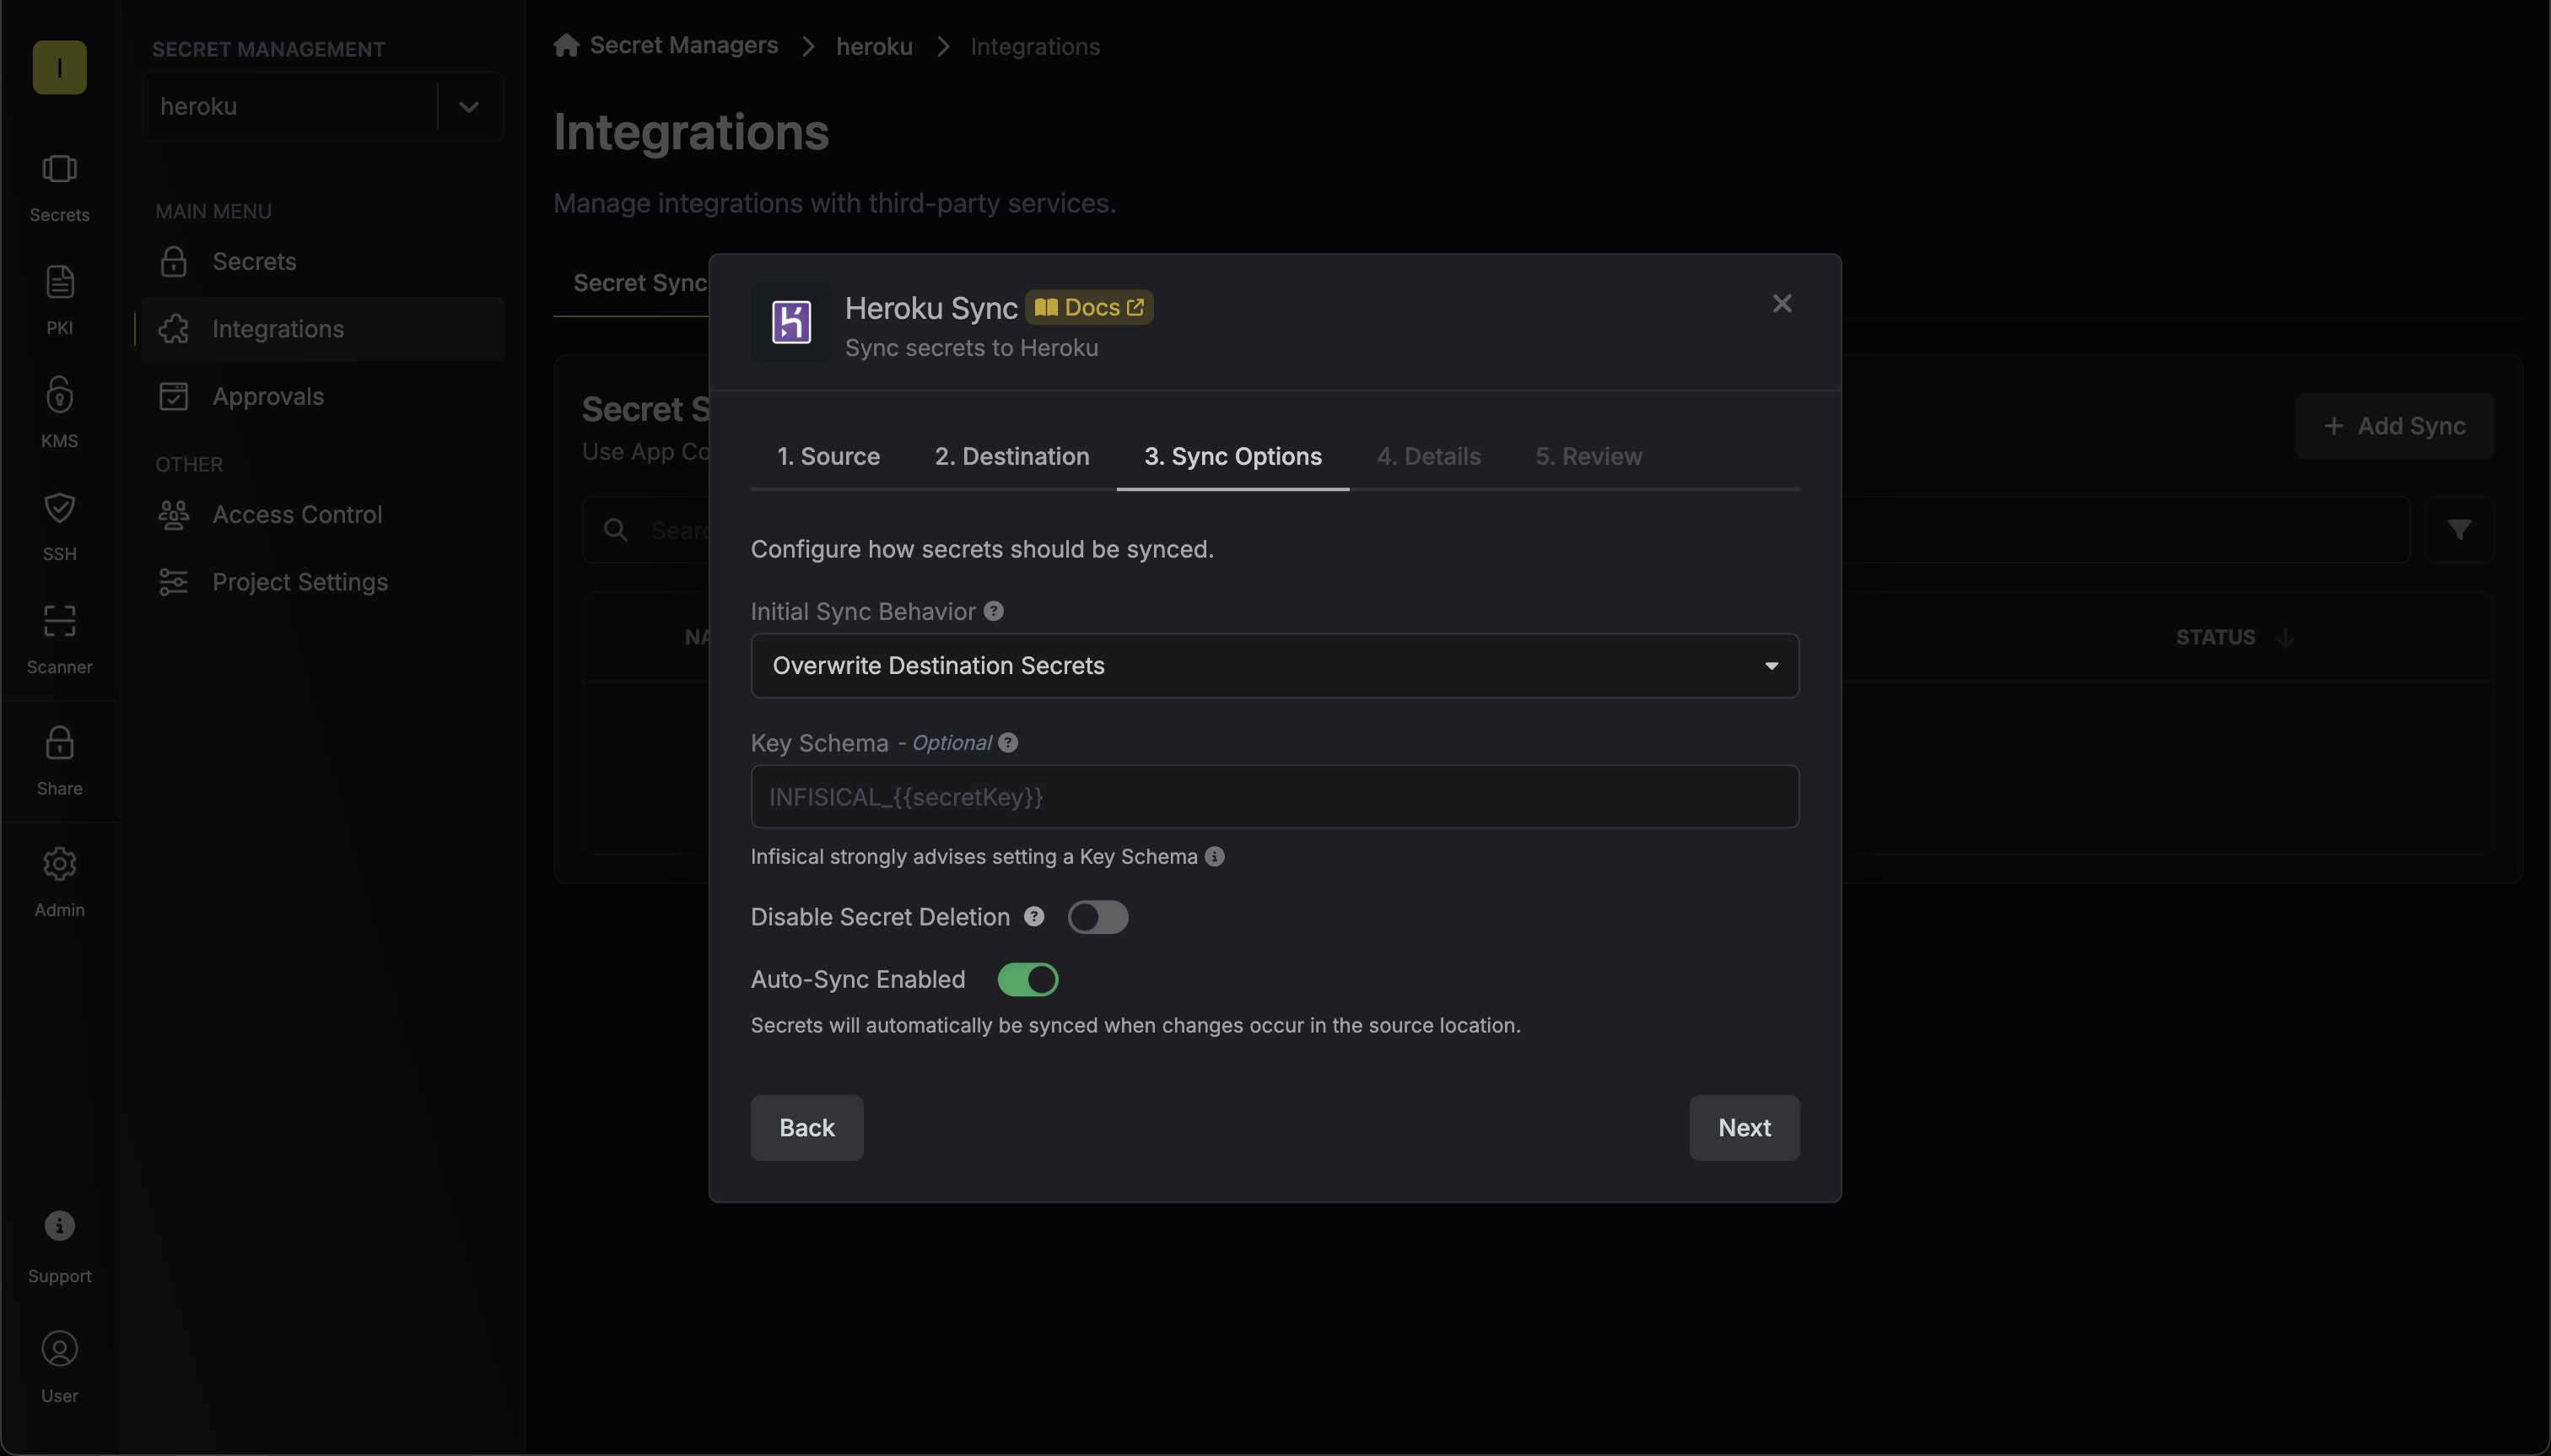 I
Secrets
PKI
KMS
SSH
Scanner
Share
Admin
Support
User
SECRET MANAGEMENT
heroku
MAIN MENU
Secrets
Integrations
Approvals
OTHER
Access Control
Project Settings
Secret Managers
heroku
Integrations
Integrations
Manage integrations with third-party services.
Secret Sync
Secret S
Use App Co
+ Add Sync
Sear
NA
STATUS
Heroku Sync
Docs
Sync secrets to Heroku
1. Source
2. Destination
3. Sync Options
4. Details
5. Review
Configure how secrets should be synced.
Initial Sync Behavior
Overwrite Destination Secrets
Key Schema - Optional
INFISICAL_{{secretKey}}
Infisical strongly advises setting a Key Schema
Disable Secret Deletion
Auto-Sync Enabled
Secrets will automatically be synced when changes occur in the source location.
Back
Next